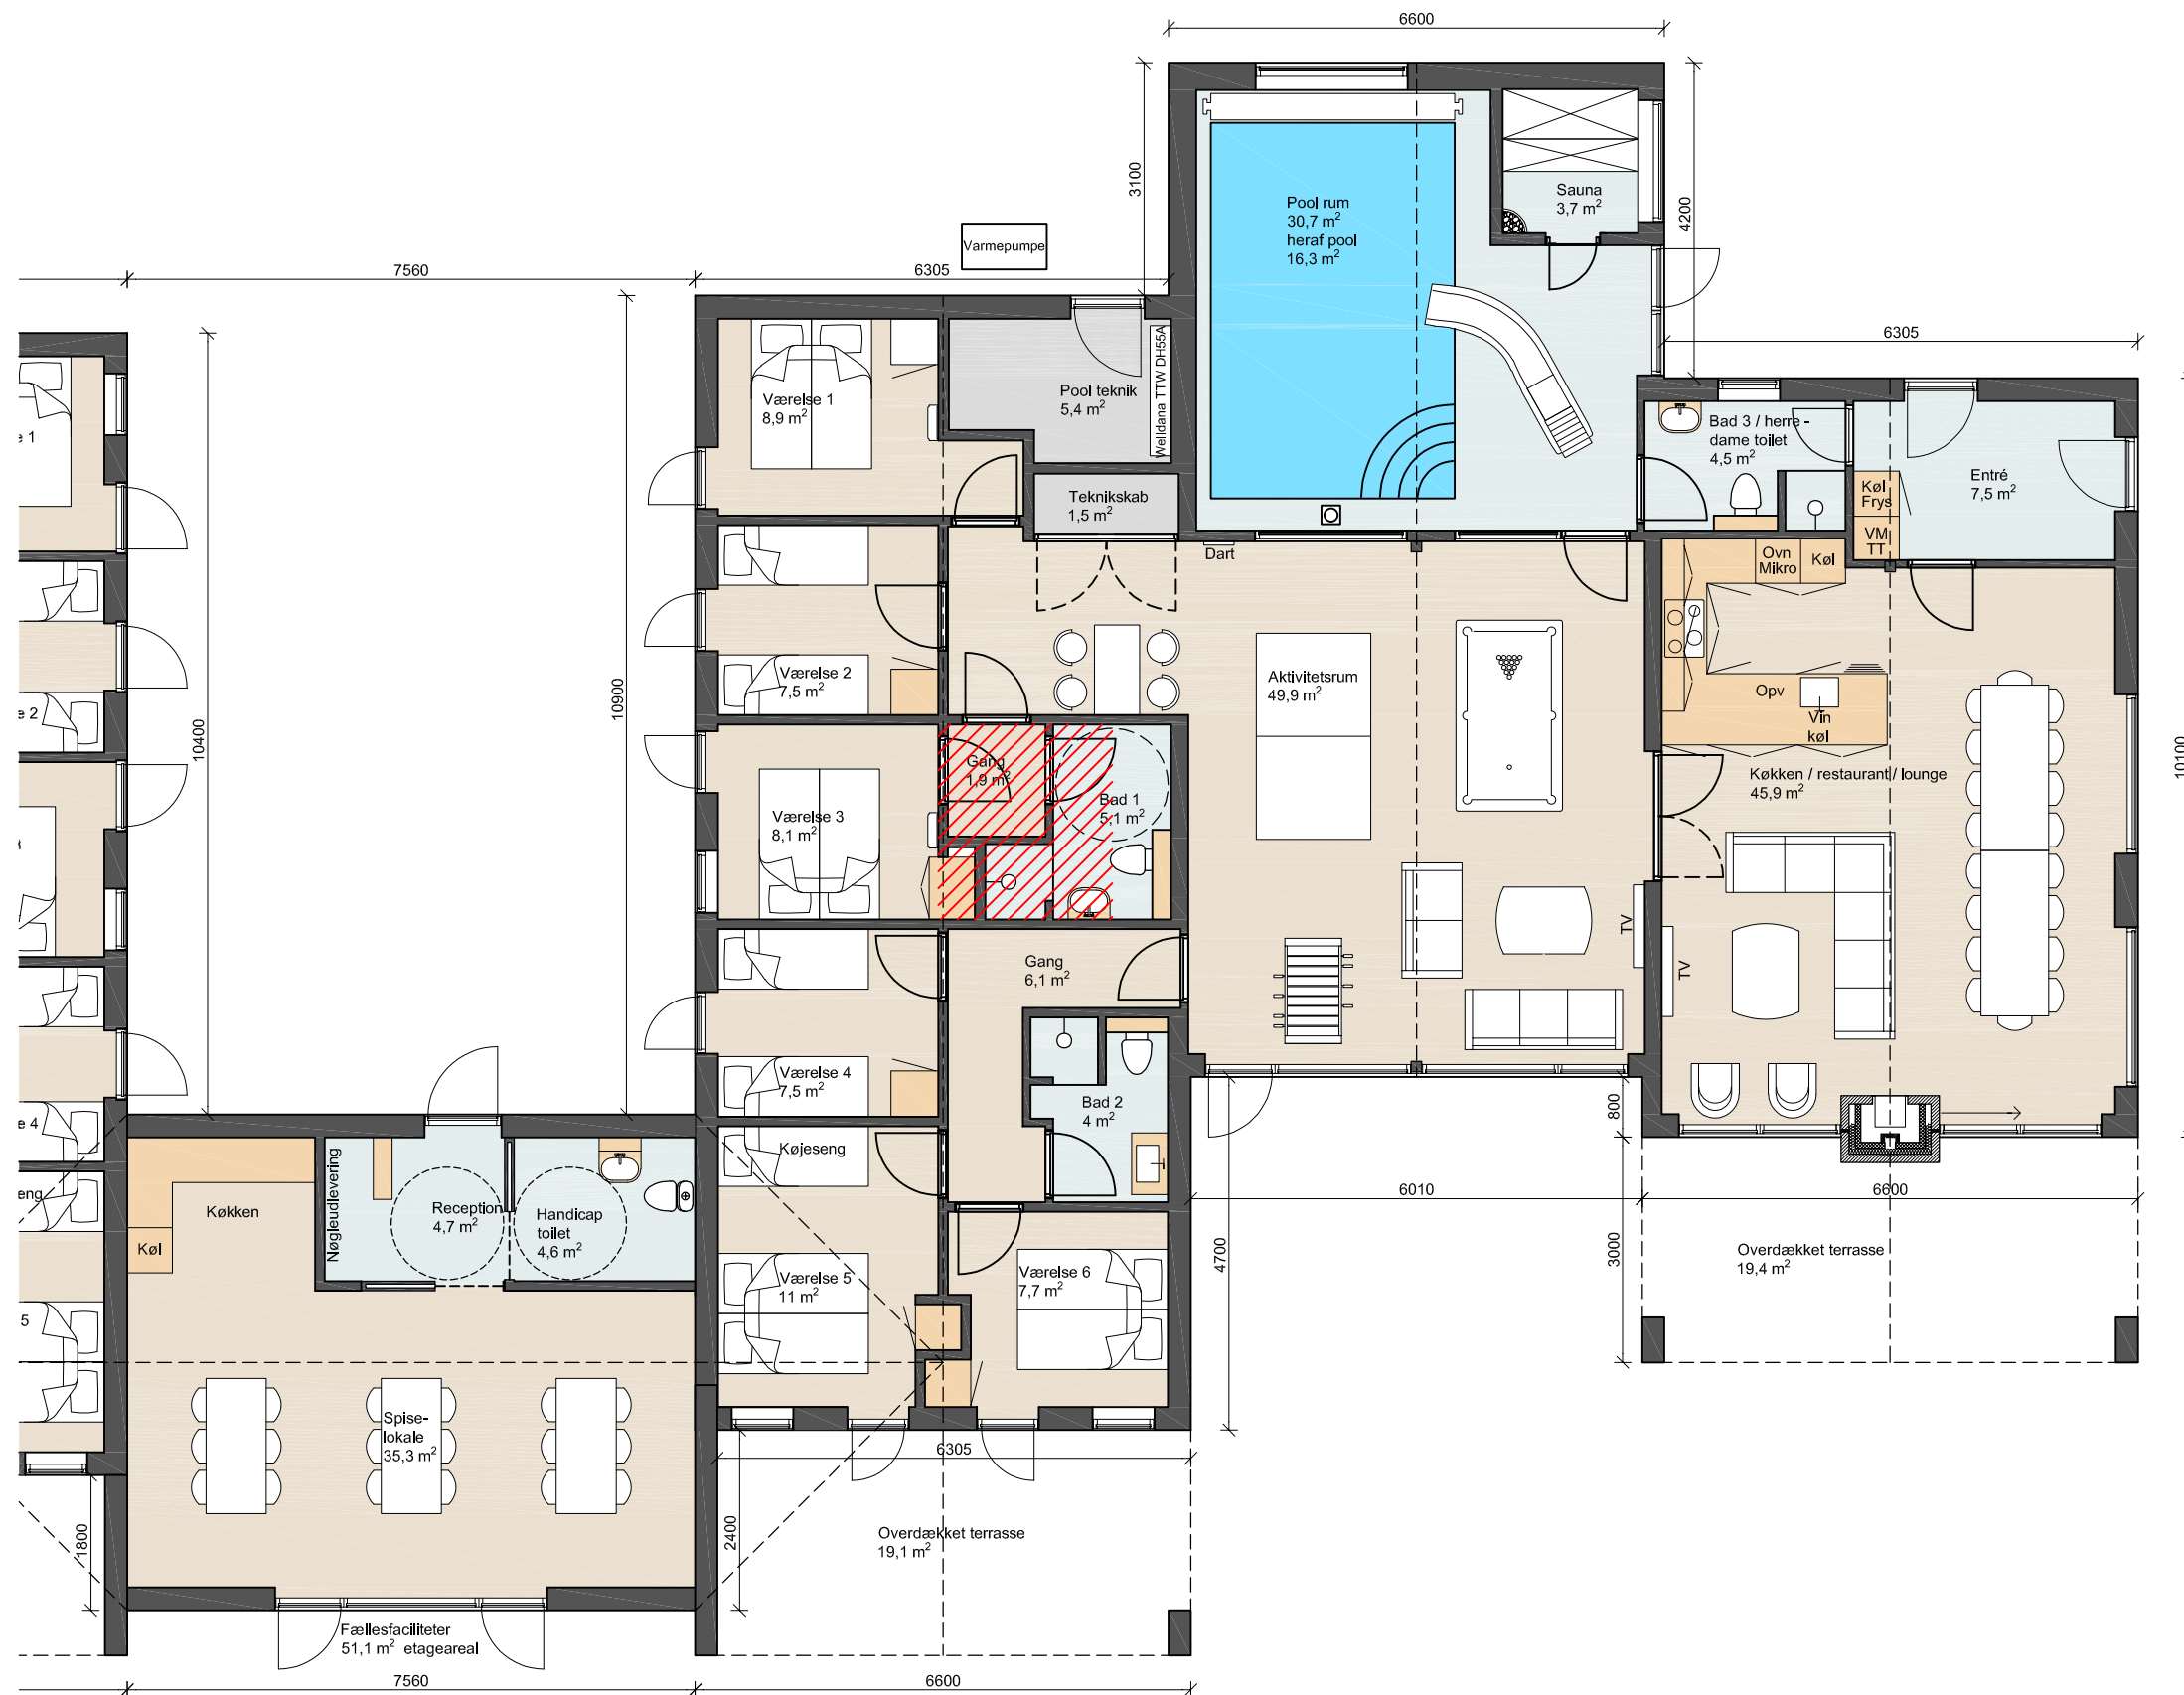 6600
3100
4200
Pool rum
30,7 m²
heraf pool
16,3 m²
Sauna
3,7 m²
Varmepumpe
7560
6305
6305
10400
10900
10100
Værelse 1
8,9 m²
Pool teknik
5,4 m²
Welldana TTW DH55A
Teknikskab
1,5 m²
Dart
Bad 3 / herre -
dame toilet
4,5 m²
Entré
7,5 m²
Køl
Frys
VM
TT
Ovn
Mikro
Køl
Opv
Vin
køl
Værelse 2
7,5 m²
Aktivitetsrum
49,9 m²
Køkken / restaurant / lounge
45,9 m²
Gang
1,9 m²
Bad 1
5,1 m²
Værelse 3
8,1 m²
TV
TV
Gang
6,1 m²
Værelse 4
7,5 m²
Bad 2
4 m²
Køjeseng
Værelse 5
11 m²
Værelse 6
7,7 m²
e 1
e 2
3
e 4
eng
5
Køkken
Køl
Nøgleudlevering
Reception
4,7 m²
Handicap
toilet
4,6 m²
Spise-
lokale
35,3 m²
800
6010
6600
4700
3000
Overdækket terrasse
19,4 m²
6305
1800
2400
Overdækket terrasse
19,1 m²
Fællesfaciliteter
51,1 m² etageareal
7560
6600